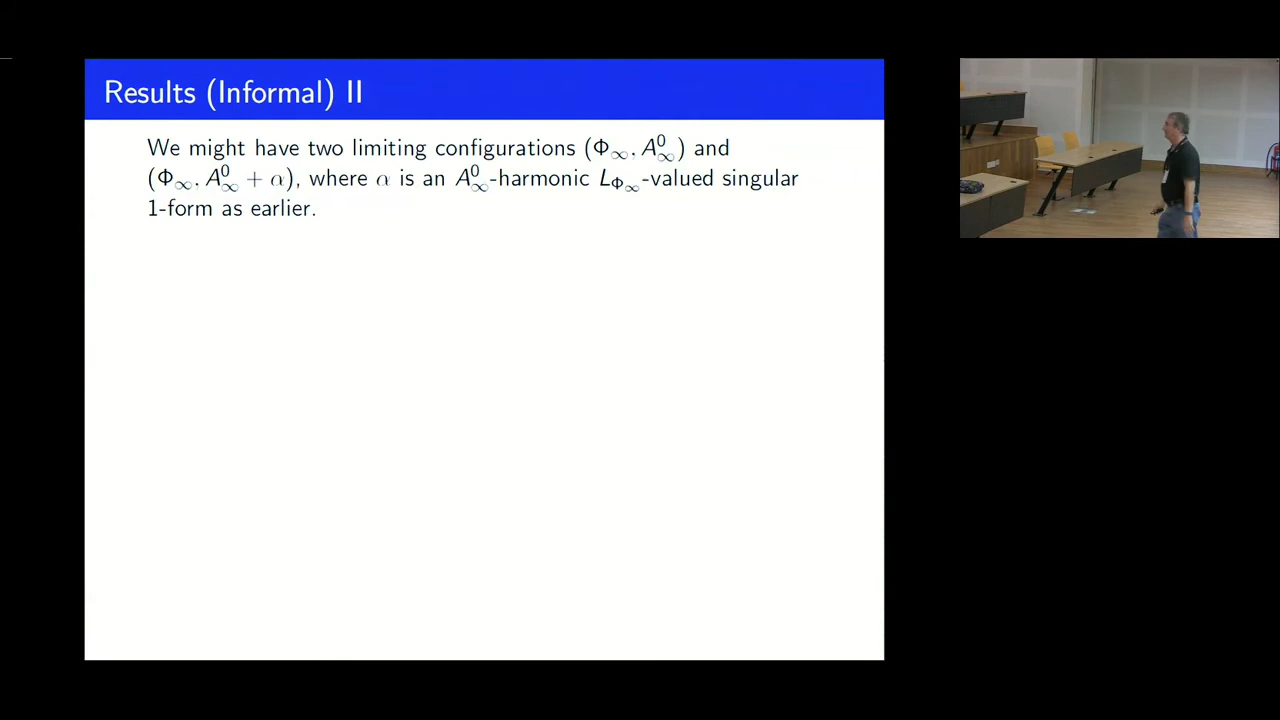 Results (Informal) II
We might have two limiting configurations (Φ∞, A⁰∞) and
(Φ∞, A⁰∞ + α), where α is an A⁰∞-harmonic L_Φ∞-valued singular
1-form as earlier.